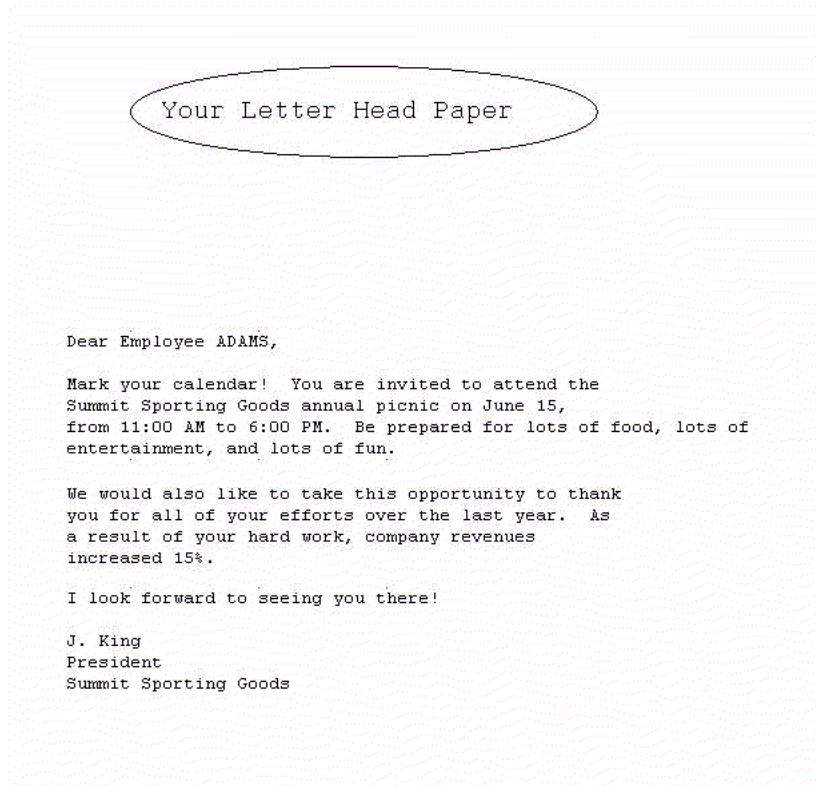 Your Letter Head Paper
Dear Employee ADAMS,
Mark your calendar!  You are invited to attend the
Summit Sporting Goods annual picnic on June 15,
from 11:00 AM to 6:00 PM.  Be prepared for lots of food, lots of
entertainment, and lots of fun.
We would also like to take this opportunity to thank
you for all of your efforts over the last year.  As
a result of your hard work, company revenues
increased 15%.
I look forward to seeing you there!
J. King
President
Summit Sporting Goods